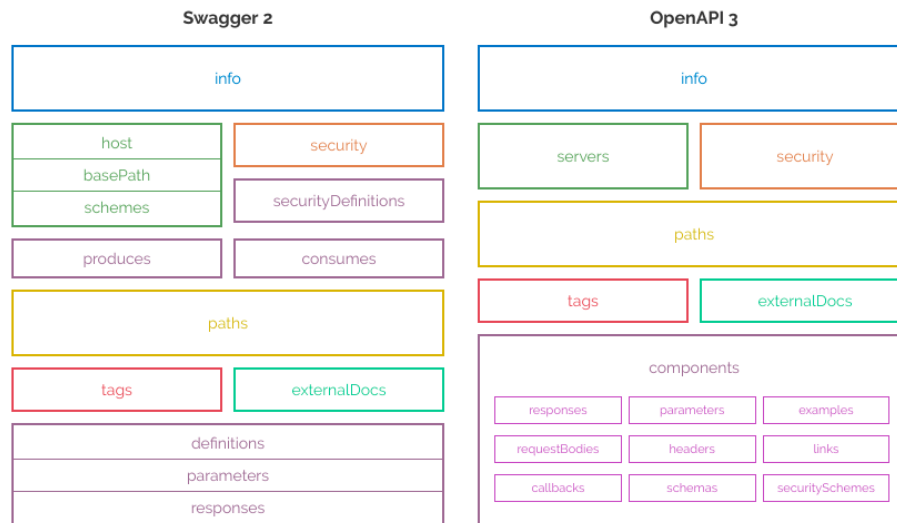 Swagger 2
info
host
basePath
schemes
security
securityDefinitions
produces
consumes
paths
tags
externalDocs
definitions
parameters
responses
OpenAPI 3
info
servers
security
paths
tags
externalDocs
components
responses
parameters
examples
requestBodies
headers
links
callbacks
schemas
securitySchemes